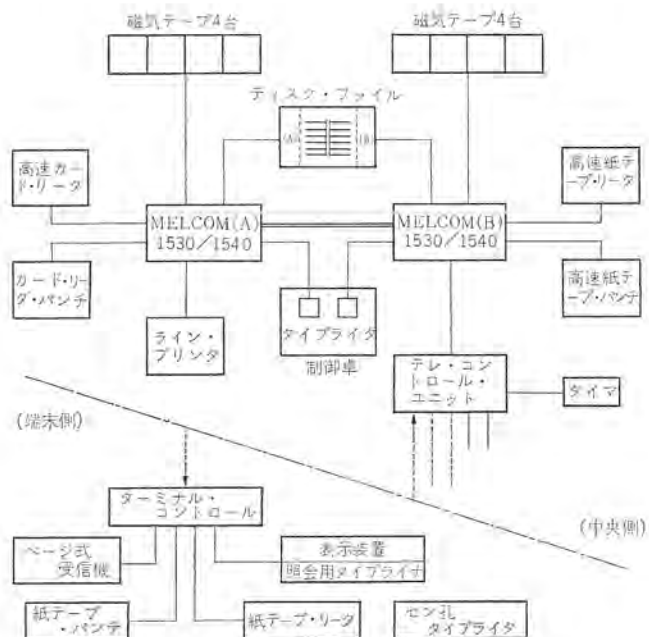 磁気テープ4台
磁気テープ4台
ディスク・ファイル
(A)
(B)
高速カー
ド・リータ
高速紙テ
ープ・リータ
MELCOM(A)
1530/1540
MELCOM(B)
1530/1540
カード・リー
ダ・パンチ
高速紙テ
ープ・パンチ
ライン・
プリンタ
タイプライタ
制御卓
テレ・コン
トロール・
ユニット
タイマ
(端末側)
(中央側)
ターミナル・
コントロール
ページ式
受信機
表示装置
照会用タイプライタ
紙テープ
・パンチ
紙テープ・リータ
セン孔
タイプライタ